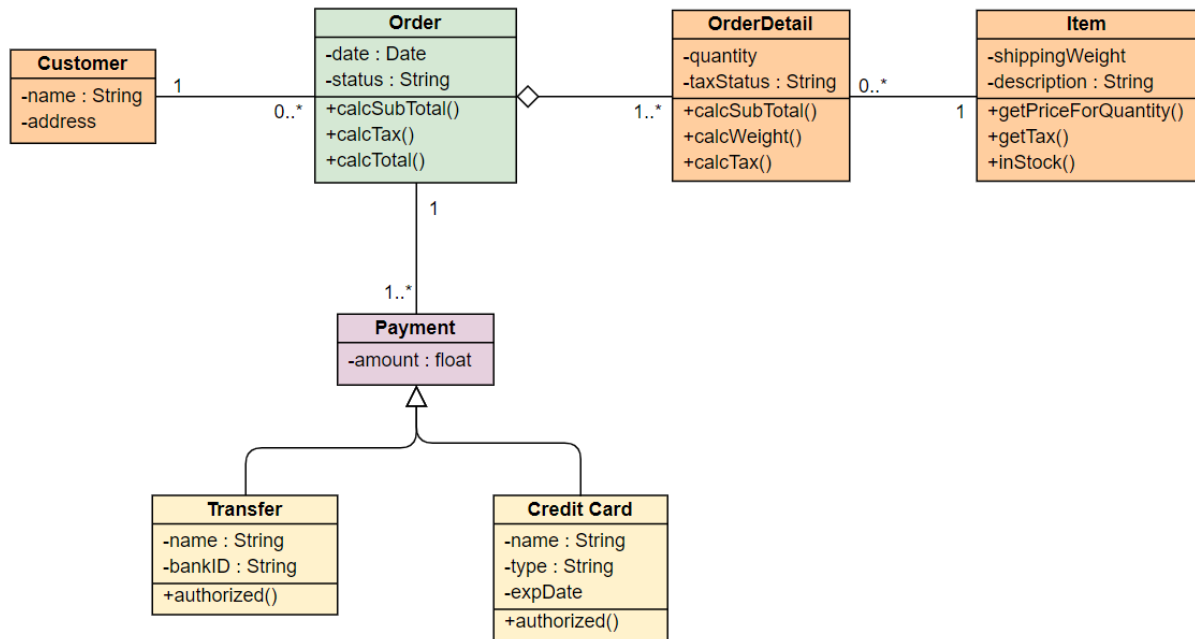 Customer
-name : String
-address
1
0..*
Order
-date : Date
-status : String
+calcSubTotal()
+calcTax()
+calcTotal()
1..*
OrderDetail
-quantity
-taxStatus : String
+calcSubTotal()
+calcWeight()
+calcTax()
0..*
1
Item
-shippingWeight
-description : String
+getPriceForQuantity()
+getTax()
+inStock()
1
1..*
Payment
-amount : float
Transfer
-name : String
-bankID : String
+authorized()
Credit Card
-name : String
-type : String
-expDate
+authorized()